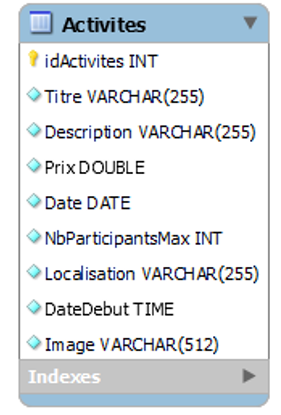 Activites
idActivites INT
Titre VARCHAR(255)
Description VARCHAR(255)
Prix DOUBLE
Date DATE
NbParticipantsMax INT
Localisation VARCHAR(255)
DateDebut TIME
Image VARCHAR(512)
Indexes